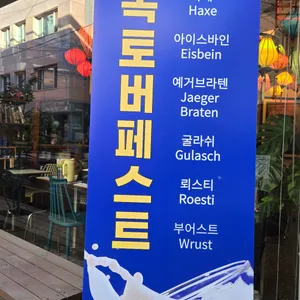 토버페스트
Haxe
아이스바인
Eisbein
예거브라텐
Jaeger
Braten
굴라쉬
Gulasch
뢰스티
Roesti
부어스트
Wrust